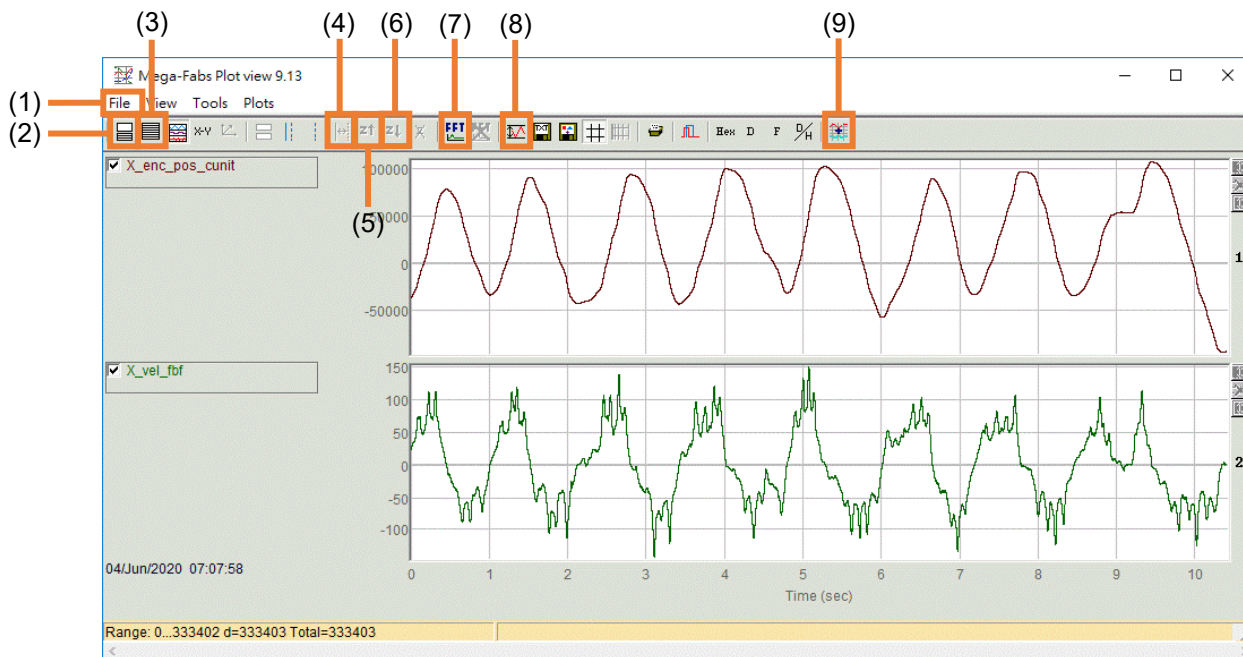 (3) (4) (6) (7) (8) (9)
Mega-Fabs Plot view 9.13
(1) File View Tools Plots
(2) X-Y Z↑ Z↓ FFT TXT Hex D F D/H
X_enc_pos_cunit
100000
(5)
50000
0
-50000
1
X_vel_fbf
150
100
50
0
-50
-100
2
04/Jun/2020 07:07:58
0 1 2 3 4 5 6 7 8 9 10
Time (sec)
Range: 0...333402 d=333403 Total=333403